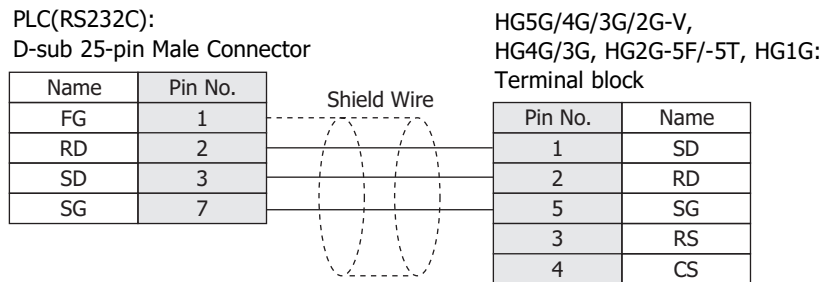 PLC(RS232C):
D-sub 25-pin Male Connector
HG5G/4G/3G/2G-V,
HG4G/3G, HG2G-5F/-5T, HG1G:
Terminal block
Name Pin No.
FG 1
RD 2
SD 3
SG 7
Shield Wire
Pin No. Name
1 SD
2 RD
5 SG
3 RS
4 CS